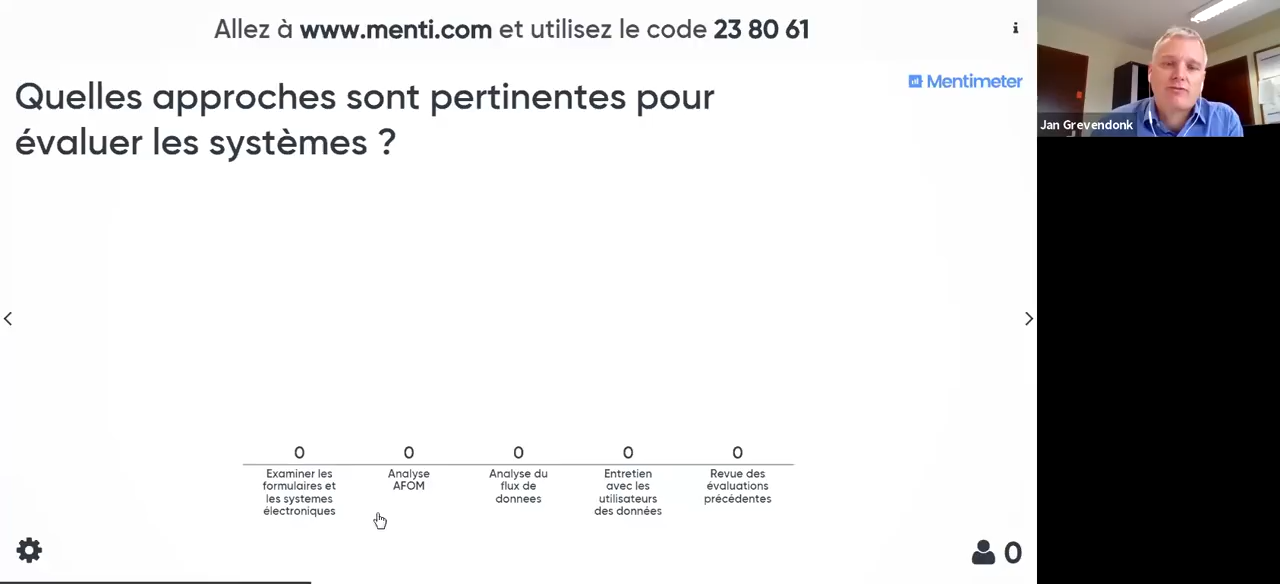 Allez à www.menti.com et utilisez le code 23 80 61
Mentimeter
Quelles approches sont pertinentes pour
évaluer les systèmes ?
Jan Grevendonk
0
0
0
0
0
Examiner les
formulaires et
les systemes
électroniques
Analyse
AFOM
Analyse du
flux de
donnees
Entretien
avec les
utilisateurs
des données
Revue des
évaluations
précédentes
0